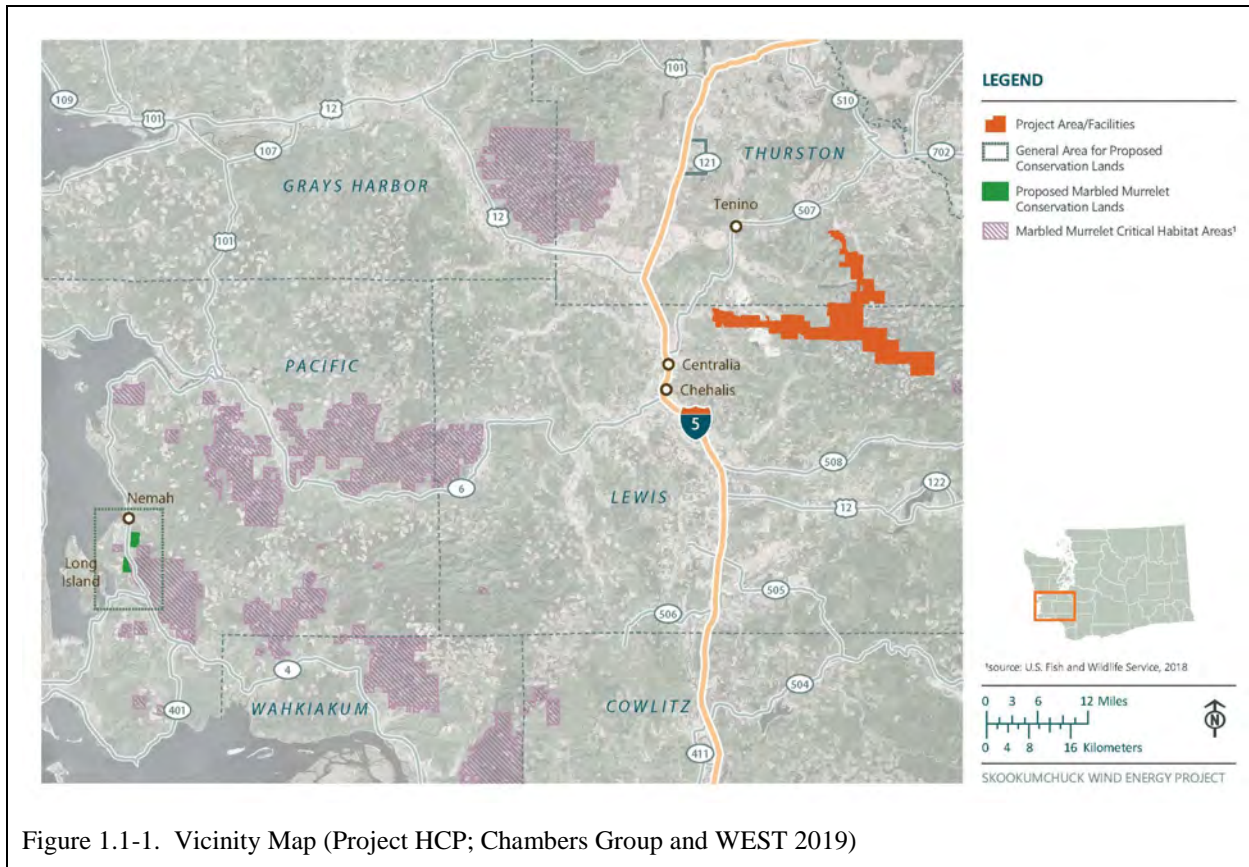 101
510
109
12
101
107
702
121
THURSTON
GRAYS HARBOR
Tenino
507
12
101
PACIFIC
Centralia
Chehalis
5
508
6
LEWIS
122
12
Nemah
Long
Island
505
506
4
504
401
WAHKIAKUM
COWLITZ
411
LEGEND
Project Area/Facilities
General Area for Proposed
Conservation Lands
Proposed Marbled Murrelet
Conservation Lands
Marbled Murrelet Critical Habitat Areas¹
¹source: U.S. Fish and Wildlife Service, 2018
0 3 6 12 Miles
0 4 8 16 Kilometers
N
SKOOKUMCHUCK WIND ENERGY PROJECT
Figure 1.1-1. Vicinity Map (Project HCP; Chambers Group and WEST 2019)